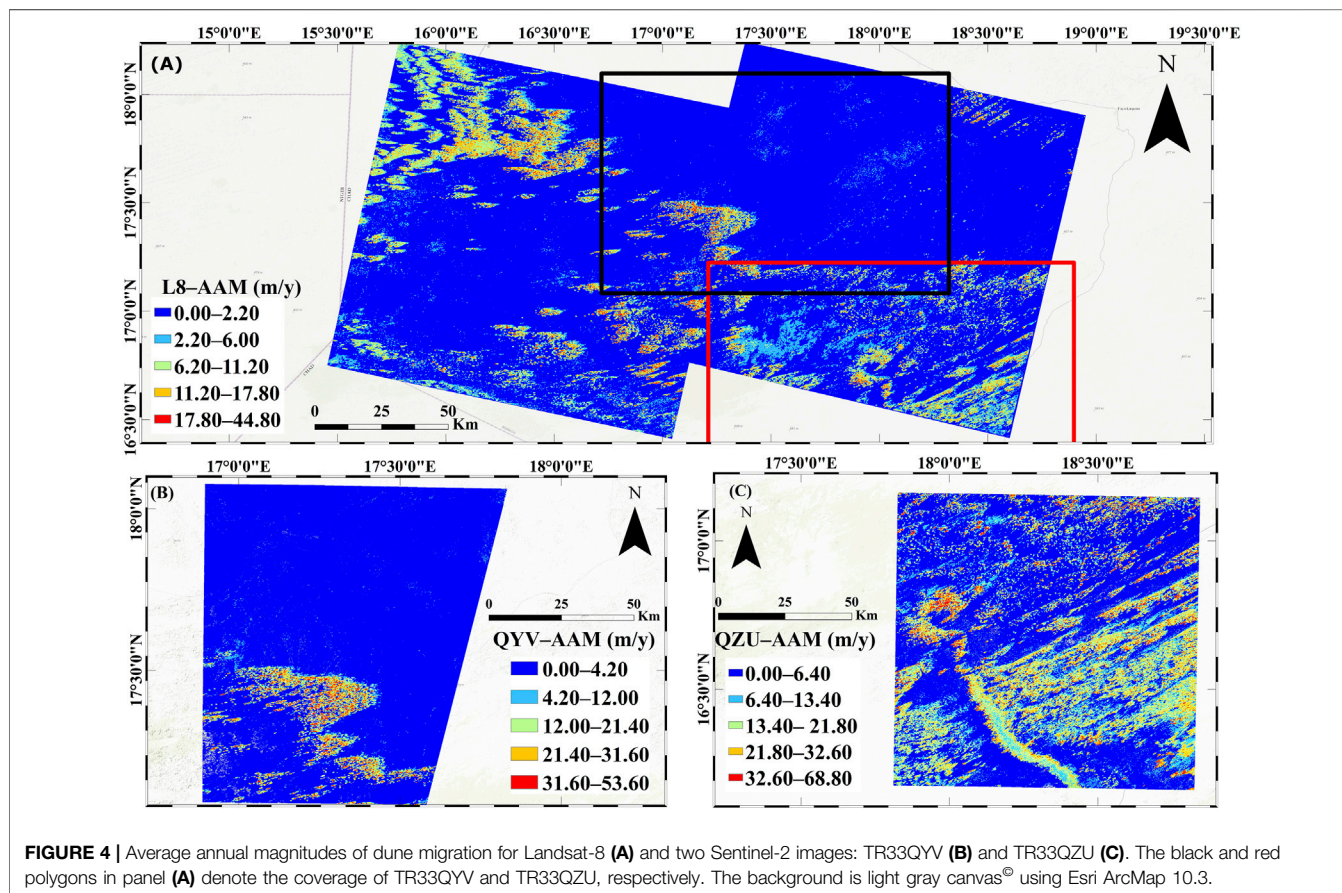 15°0'0"E 15°30'0"E 16°0'0"E 16°30'0"E 17°0'0"E 17°30'0"E 18°0'0"E 18°30'0"E 19°0'0"E 19°30'0"E
(A)
N
18°0'0"N
17°30'0"N
17°0'0"N
16°30'0"N
NIGER
CHAD
L8–AAM (m/y)
0.00–2.20
2.20–6.00
6.20–11.20
11.20–17.80
17.80–44.80
0 25 50
Km
17°0'0"E 17°30'0"E 18°0'0"E
(B)
N
18°0'0"N
17°30'0"N
0 25 50
Km
QYV–AAM (m/y)
0.00–4.20
4.20–12.00
12.00–21.40
21.40–31.60
31.60–53.60
17°30'0"E 18°0'0"E 18°30'0"E
(C)
N
17°0'0"N
16°30'0"N
0 25 50
Km
QZU–AAM (m/y)
0.00–6.40
6.40–13.40
13.40– 21.80
21.80–32.60
32.60–68.80
FIGURE 4 | Average annual magnitudes of dune migration for Landsat-8 (A) and two Sentinel-2 images: TR33QYV (B) and TR33QZU (C). The black and red
polygons in panel (A) denote the coverage of TR33QYV and TR33QZU, respectively. The background is light gray canvas© using Esri ArcMap 10.3.